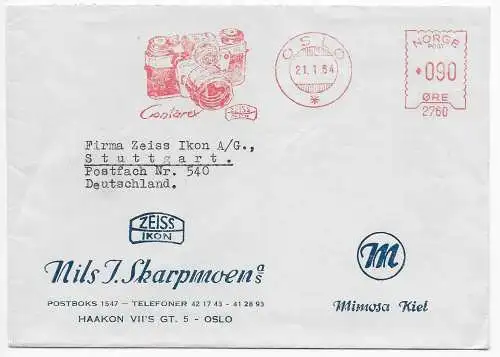 OSLO
21.1.64
NORGE
POST
*090
ØRE
2760
Contarex
ZEISS
IKON
Firma Zeiss Ikon A/G.,
Stuttgart.
Postfach Nr. 540
Deutschland.
ZEISS
IKON
Nils J. Skarpmoen A/S
POSTBOKS 1547 — TELEFONER 42 17 43 - 41 28 93
HAAKON VII'S GT. 5 - OSLO
M
Mimosa Kiel